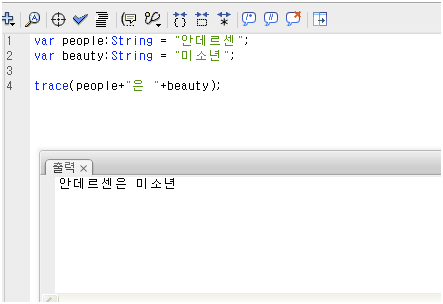 1 var people:String = "안데르센";
2 var beauty:String = "미소년";
3
4 trace(people+"은 "+beauty);
출력
안데르센은 미소년